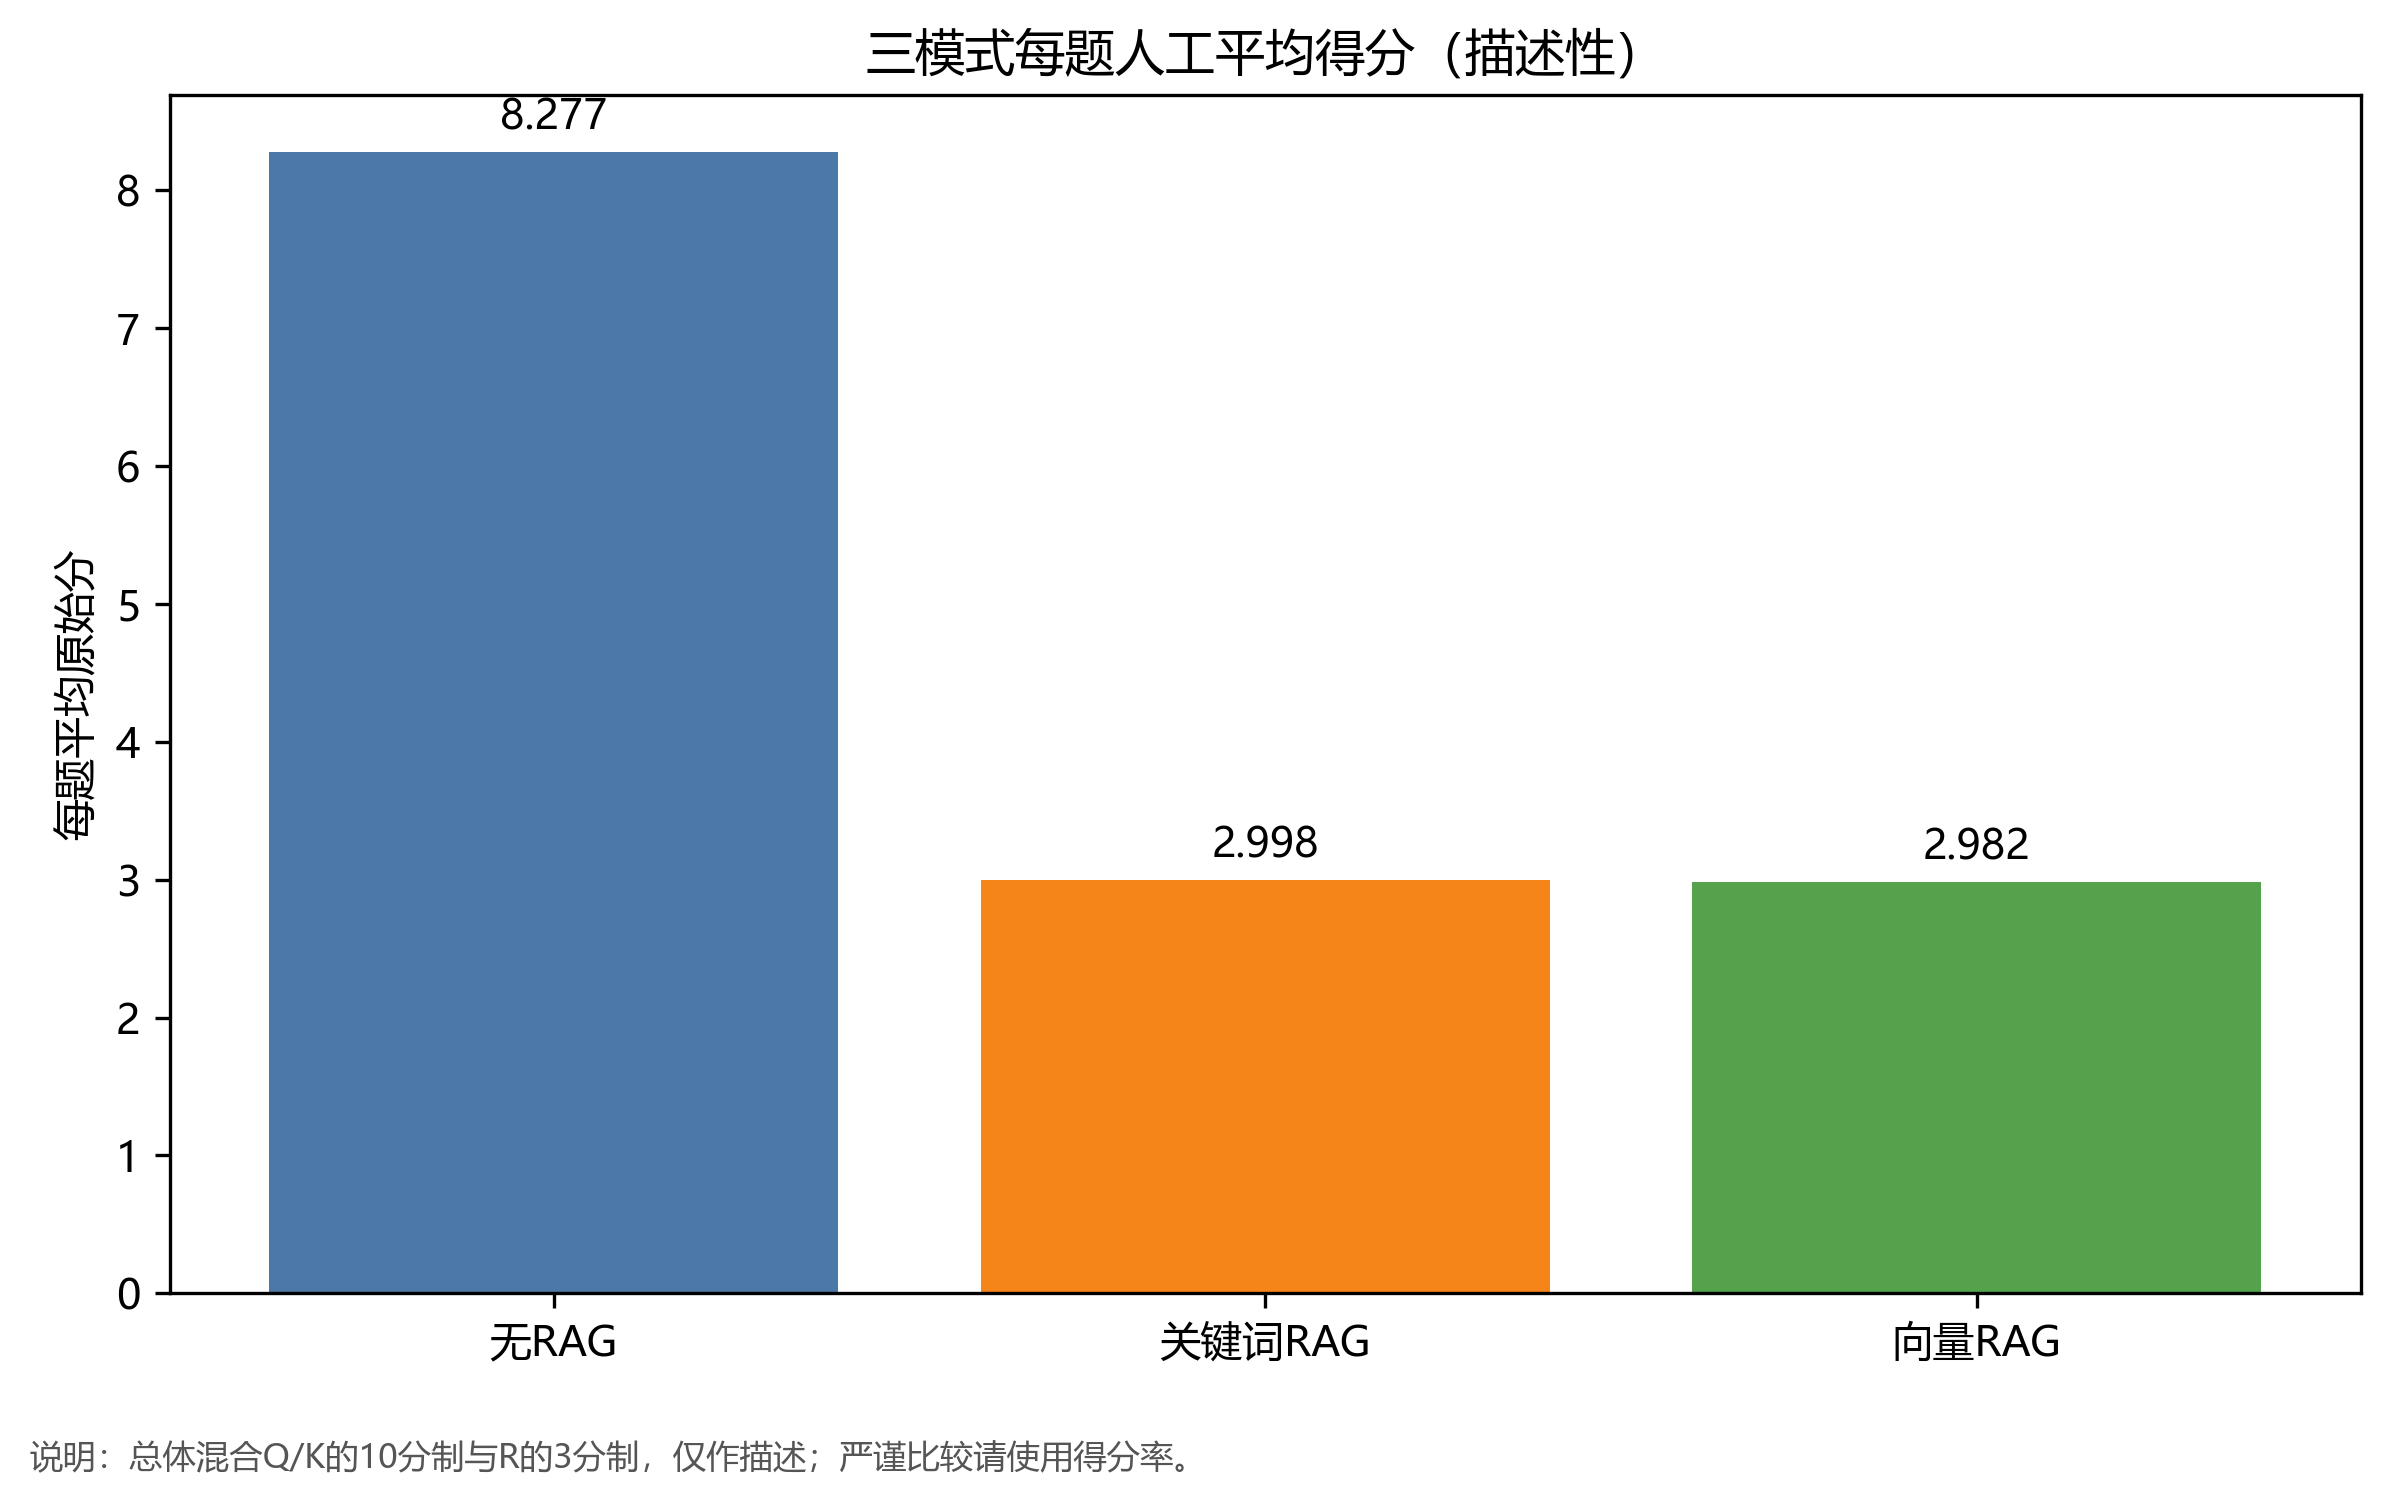 三模式每题人工平均得分（描述性）
8.277
8
7
6
5
4
3
2
1
0
每题平均原始分
2.998
2.982
无RAG
关键词RAG
向量RAG
说明：总体混合Q/K的10分制与R的3分制，仅作描述；严谨比较请使用得分率。